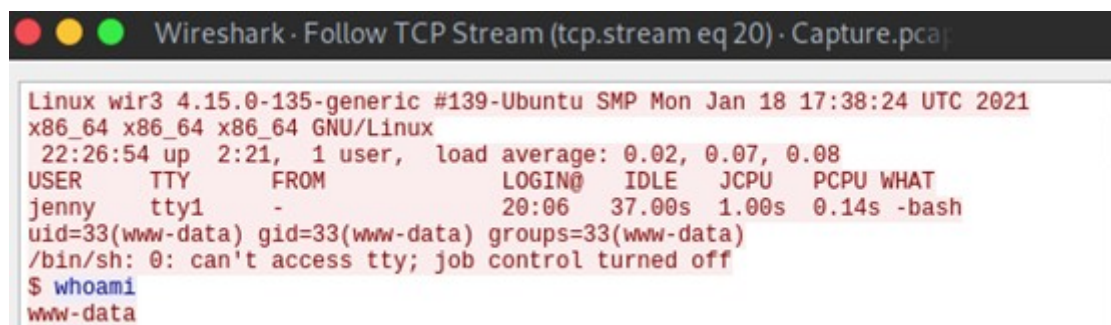 Wireshark · Follow TCP Stream (tcp.stream eq 20) · Capture.pcap
Linux wir3 4.15.0-135-generic #139-Ubuntu SMP Mon Jan 18 17:38:24 UTC 2021
x86_64 x86_64 x86_64 GNU/Linux
 22:26:54 up  2:21,  1 user,  load average: 0.02, 0.07, 0.08
USER     TTY      FROM             LOGIN@   IDLE   JCPU   PCPU WHAT
jenny    tty1     -                20:06   37.00s  1.00s  0.14s -bash
uid=33(www-data) gid=33(www-data) groups=33(www-data)
/bin/sh: 0: can't access tty; job control turned off
$ whoami
www-data